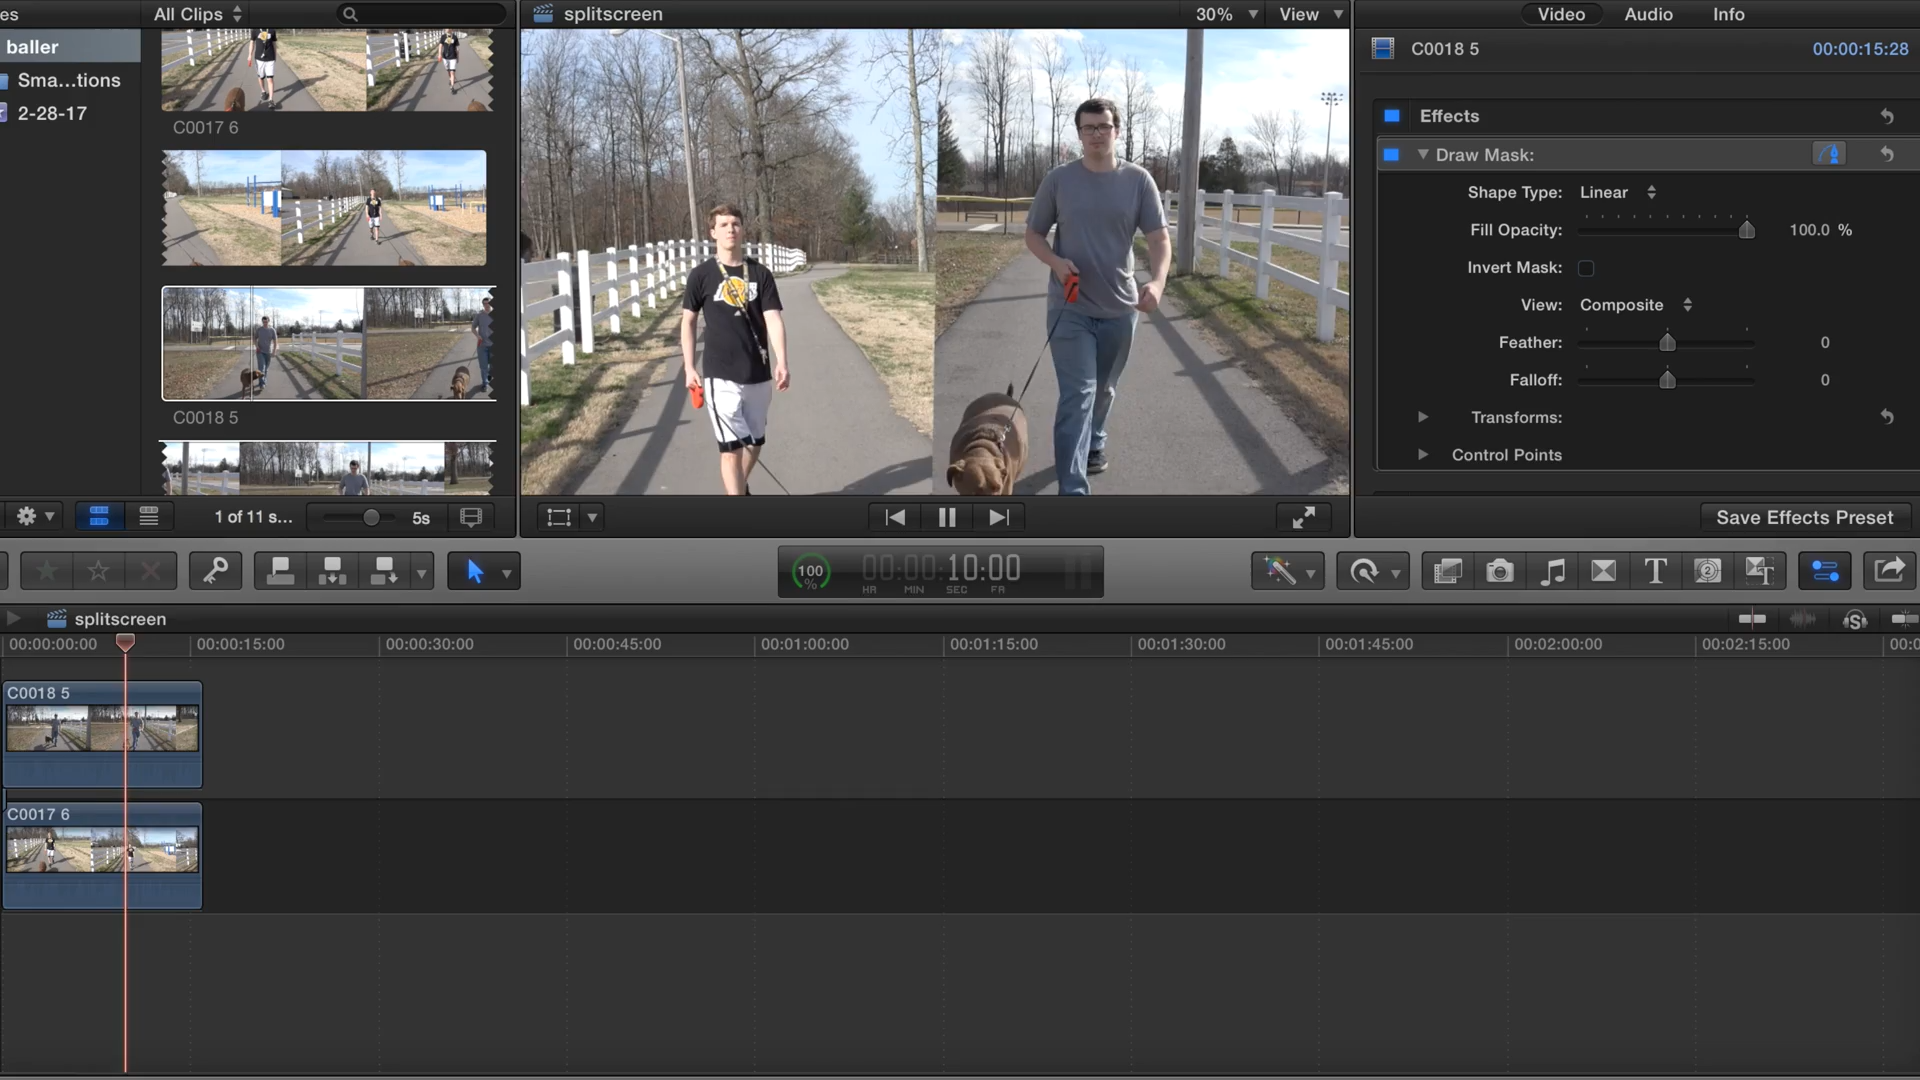 es
All Clips
splitscreen
30%
View
Video
Audio
Info
baller
Sma...tions
2-28-17
C0017 6
C0018 5
C0018 5
00:00:15:28
Effects
Draw Mask:
Shape Type: Linear
Fill Opacity: 100.0 %
Invert Mask:
View: Composite
Feather: 0
Falloff: 0
Transforms:
Control Points
1 of 11 s...
5s
Save Effects Preset
100
%
00:00:10:00
HR MIN SEC FR
T
2
T
splitscreen
S
00:00:00:00
00:00:15:00
00:00:30:00
00:00:45:00
00:01:00:00
00:01:15:00
00:01:30:00
00:01:45:00
00:02:00:00
00:02:15:00
00:0
C0018 5
C0017 6